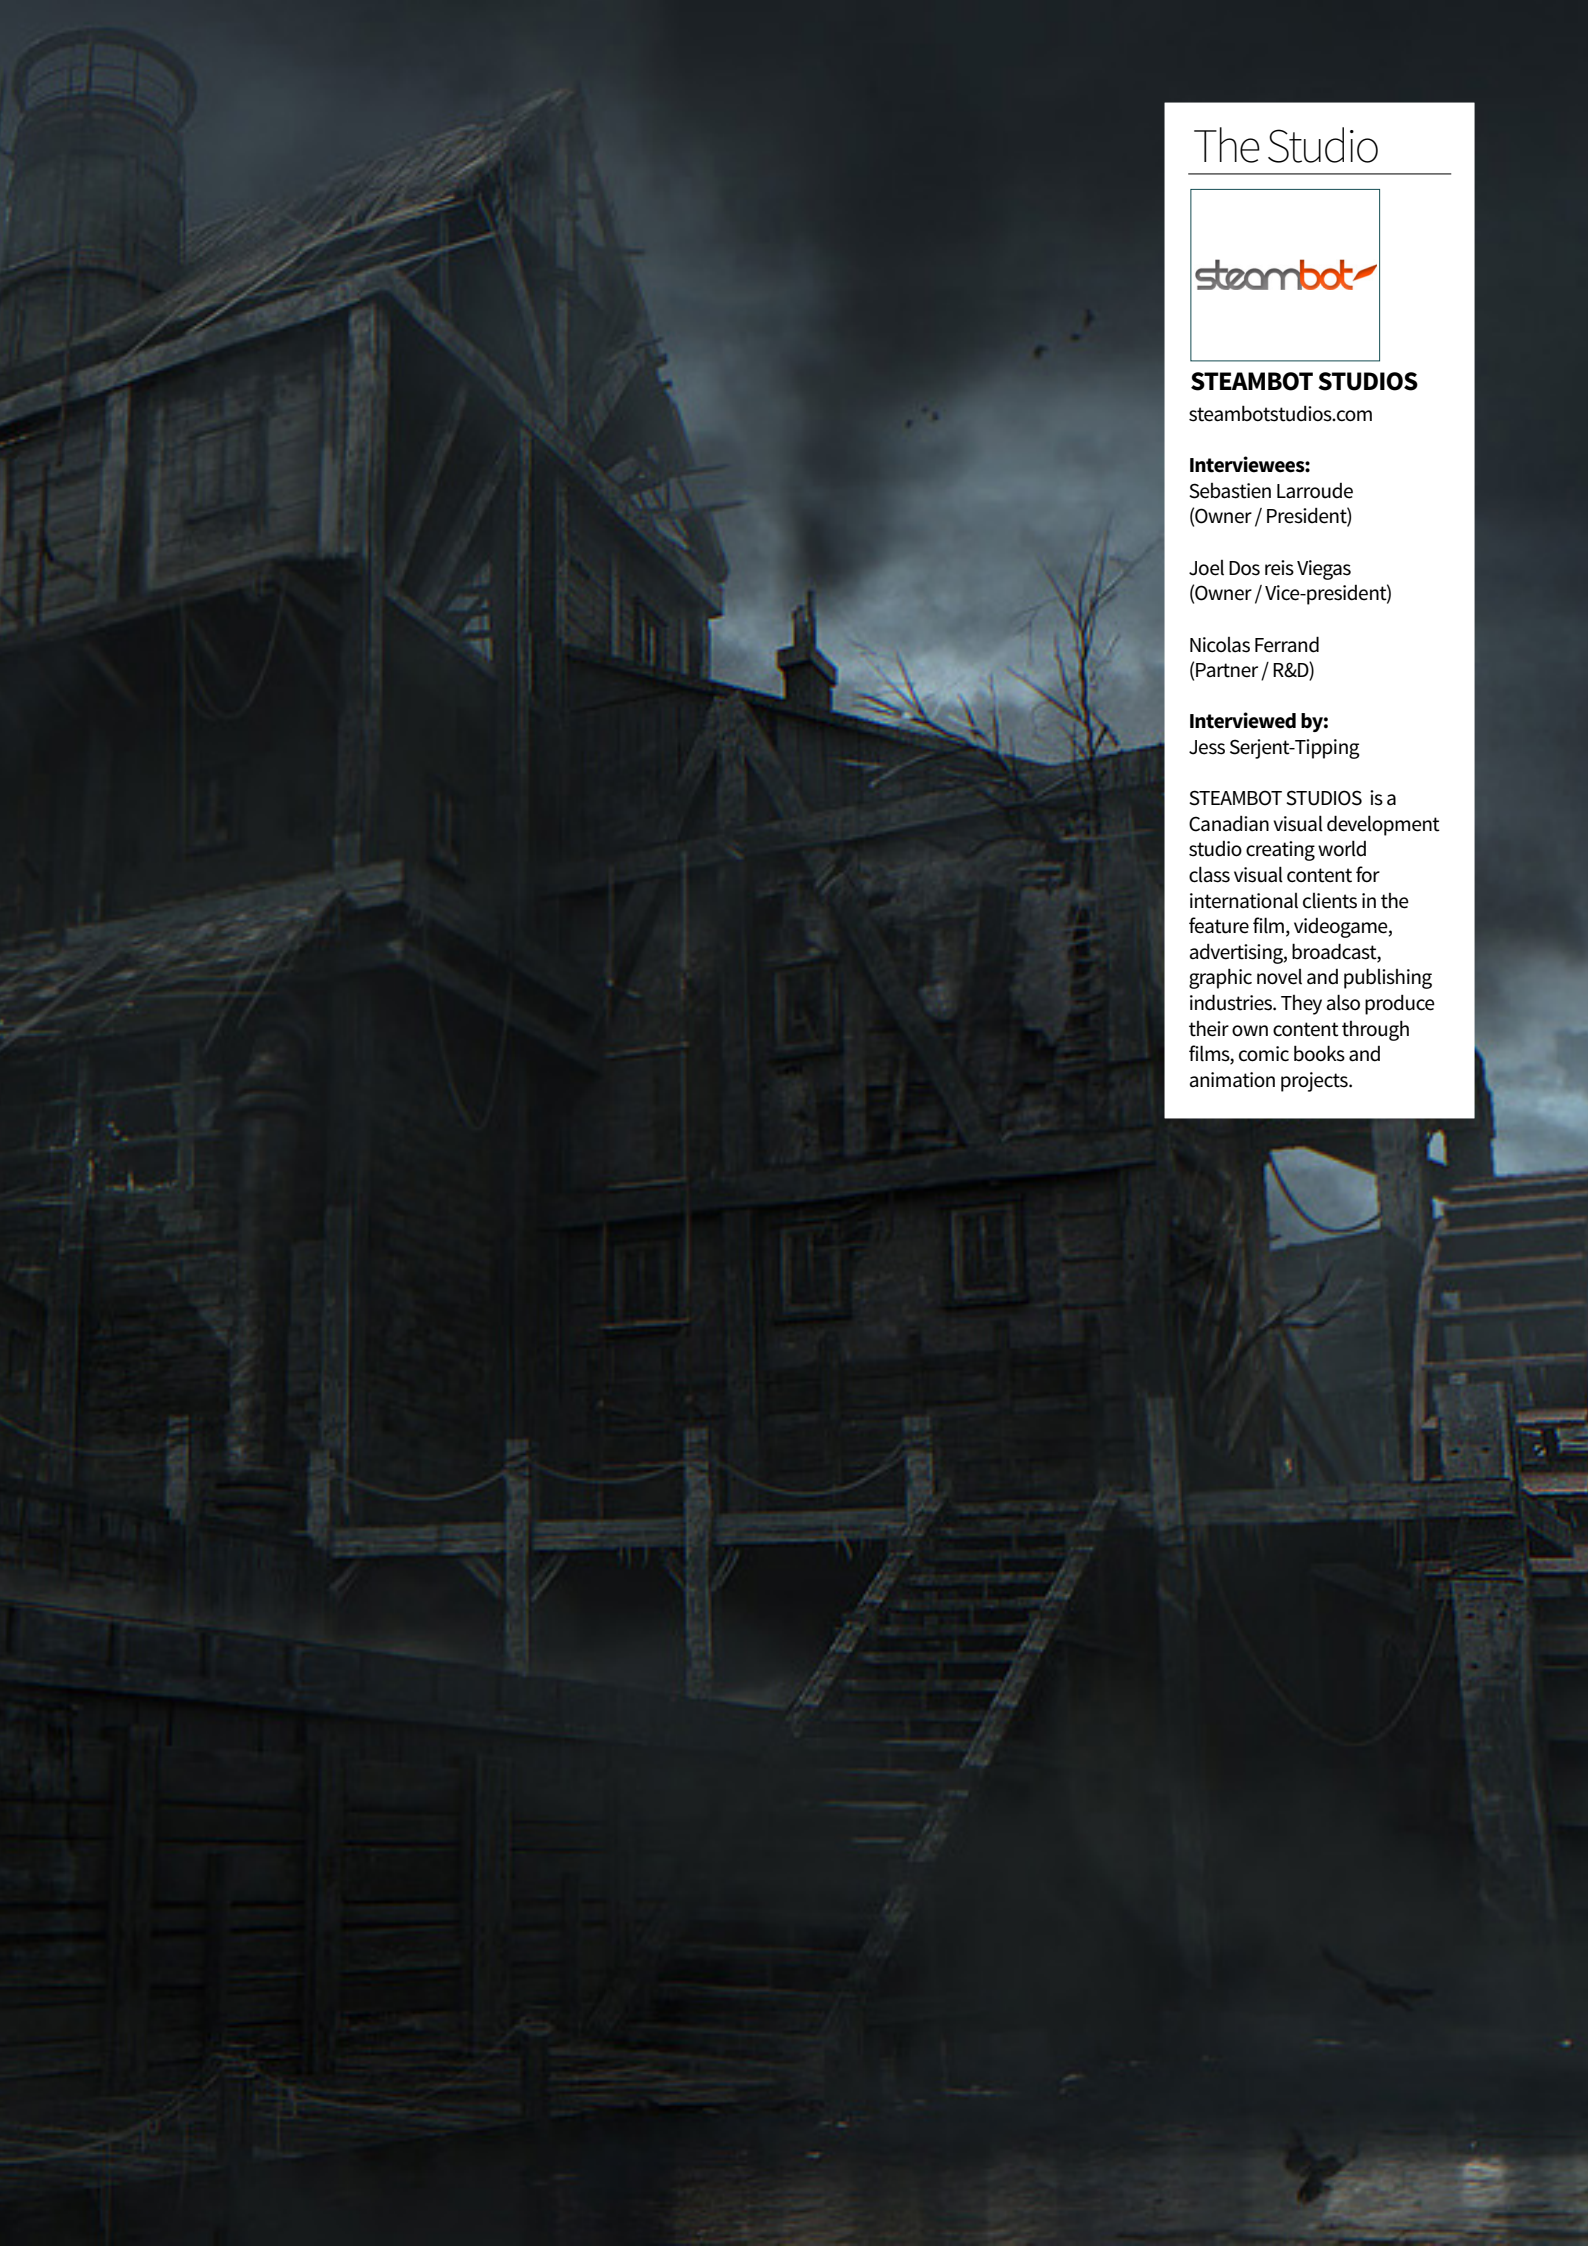 The Studio
steambot
STEAMBOT STUDIOS
steambotstudios.com
Interviewees:
Sebastien Larroude
(Owner / President)
Joel Dos reis Viegas
(Owner / Vice-president)
Nicolas Ferrand
(Partner / R&D)
Interviewed by:
Jess Serjent-Tipping
STEAMBOT STUDIOS is a
Canadian visual development
studio creating world
class visual content for
international clients in the
feature film, videogame,
advertising, broadcast,
graphic novel and publishing
industries. They also produce
their own content through
films, comic books and
animation projects.